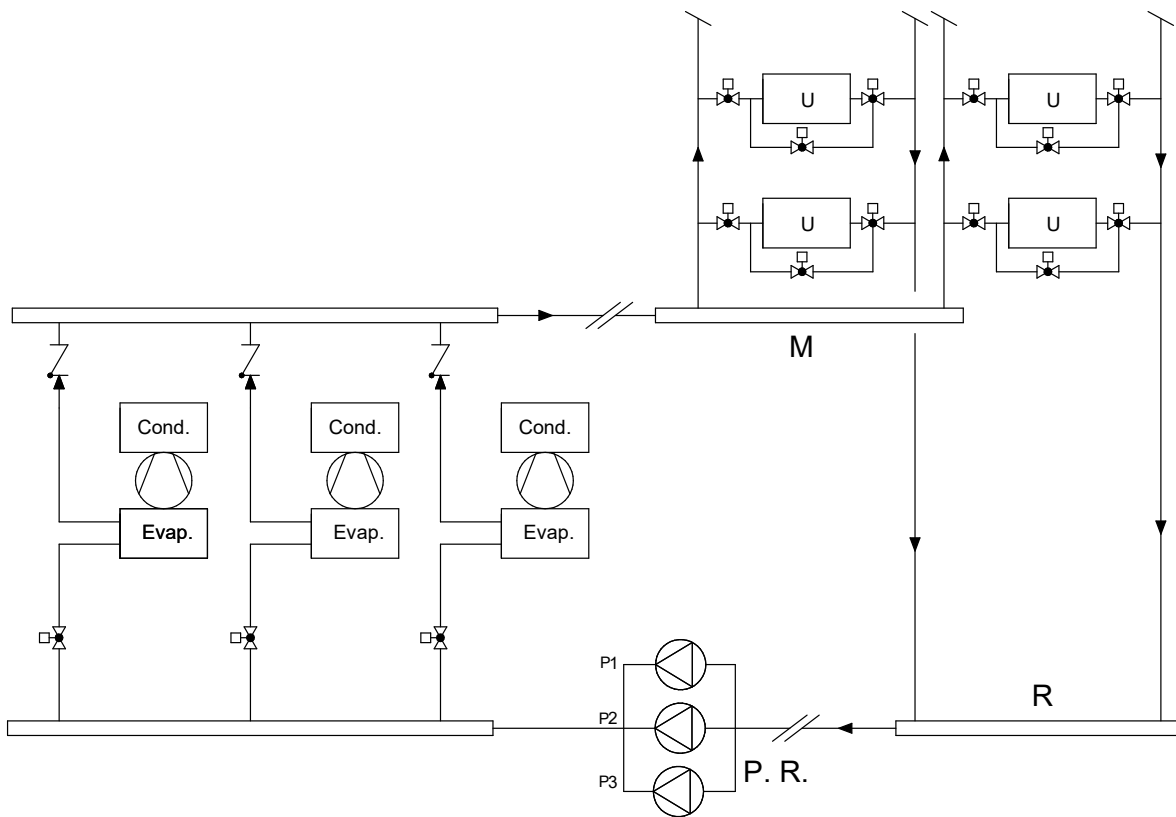 U
U
U
U
M
Cond.
Cond.
Cond.
Evap.
Evap.
Evap.
P1
R
P2
P. R.
P3